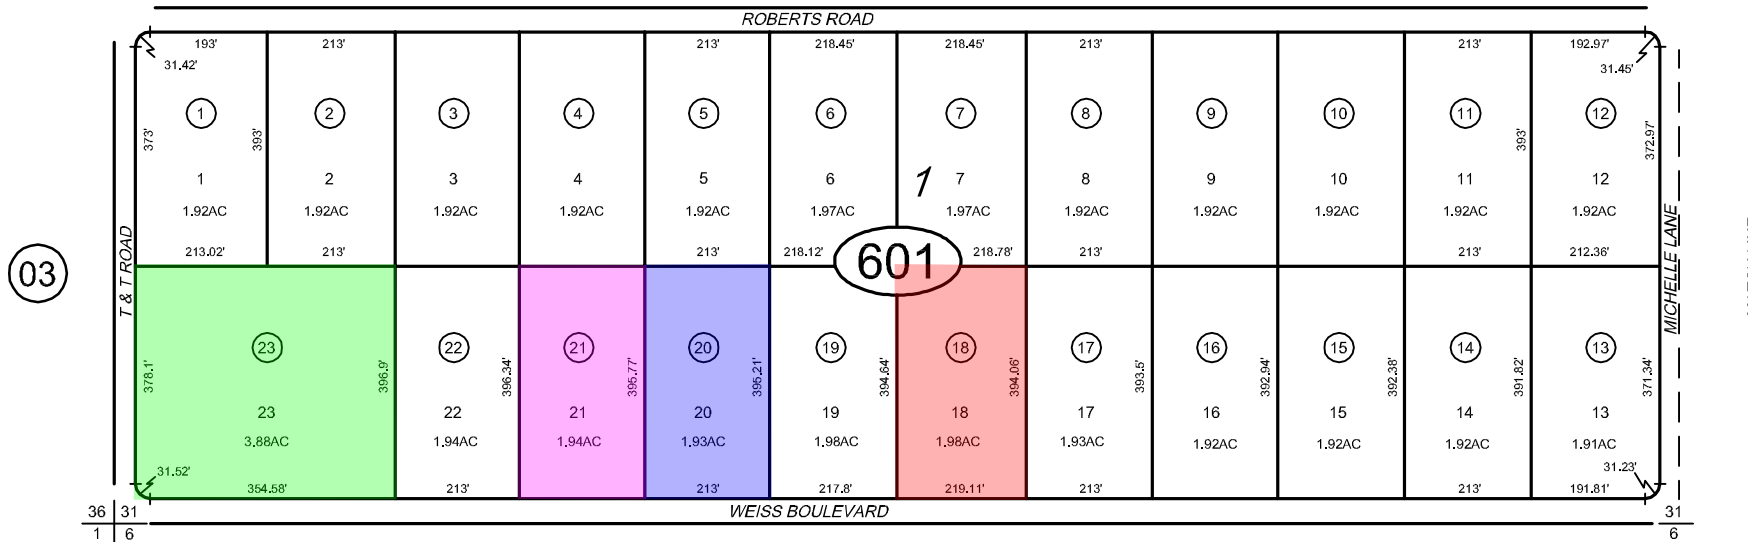 ROBERTS ROAD
193' 213' 213' 218.45' 218.45' 213' 213' 192.97'
31.42' 31.45'
1 2 3 4 5 6 7 8 9 10 11 12
373' 393' 393' 372.97'
1 2 3 4 5 6 1 7 8 9 10 11 12
1.92AC 1.92AC 1.92AC 1.92AC 1.92AC 1.97AC 1.97AC 1.92AC 1.92AC 1.92AC 1.92AC 1.92AC
213.02' 213' 213' 218.12' 218.78' 213' 213' 212.36'
03
601
T & T ROAD
MICHELLE LANE
23 22 21 20 19 18 17 16 15 14 13
378.1' 396.9' 396.34' 395.77' 395.21' 394.64' 394.06' 393.5' 392.94' 392.38' 391.82' 371.34'
23 22 21 20 19 18 17 16 15 14 13
3.88AC 1.94AC 1.94AC 1.93AC 1.98AC 1.98AC 1.93AC 1.92AC 1.92AC 1.92AC 1.91AC
31.52' 31.23'
354.58' 213' 213' 217.8' 219.11' 213' 213' 191.81'
WEISS BOULEVARD
36 31 31
1 6 6